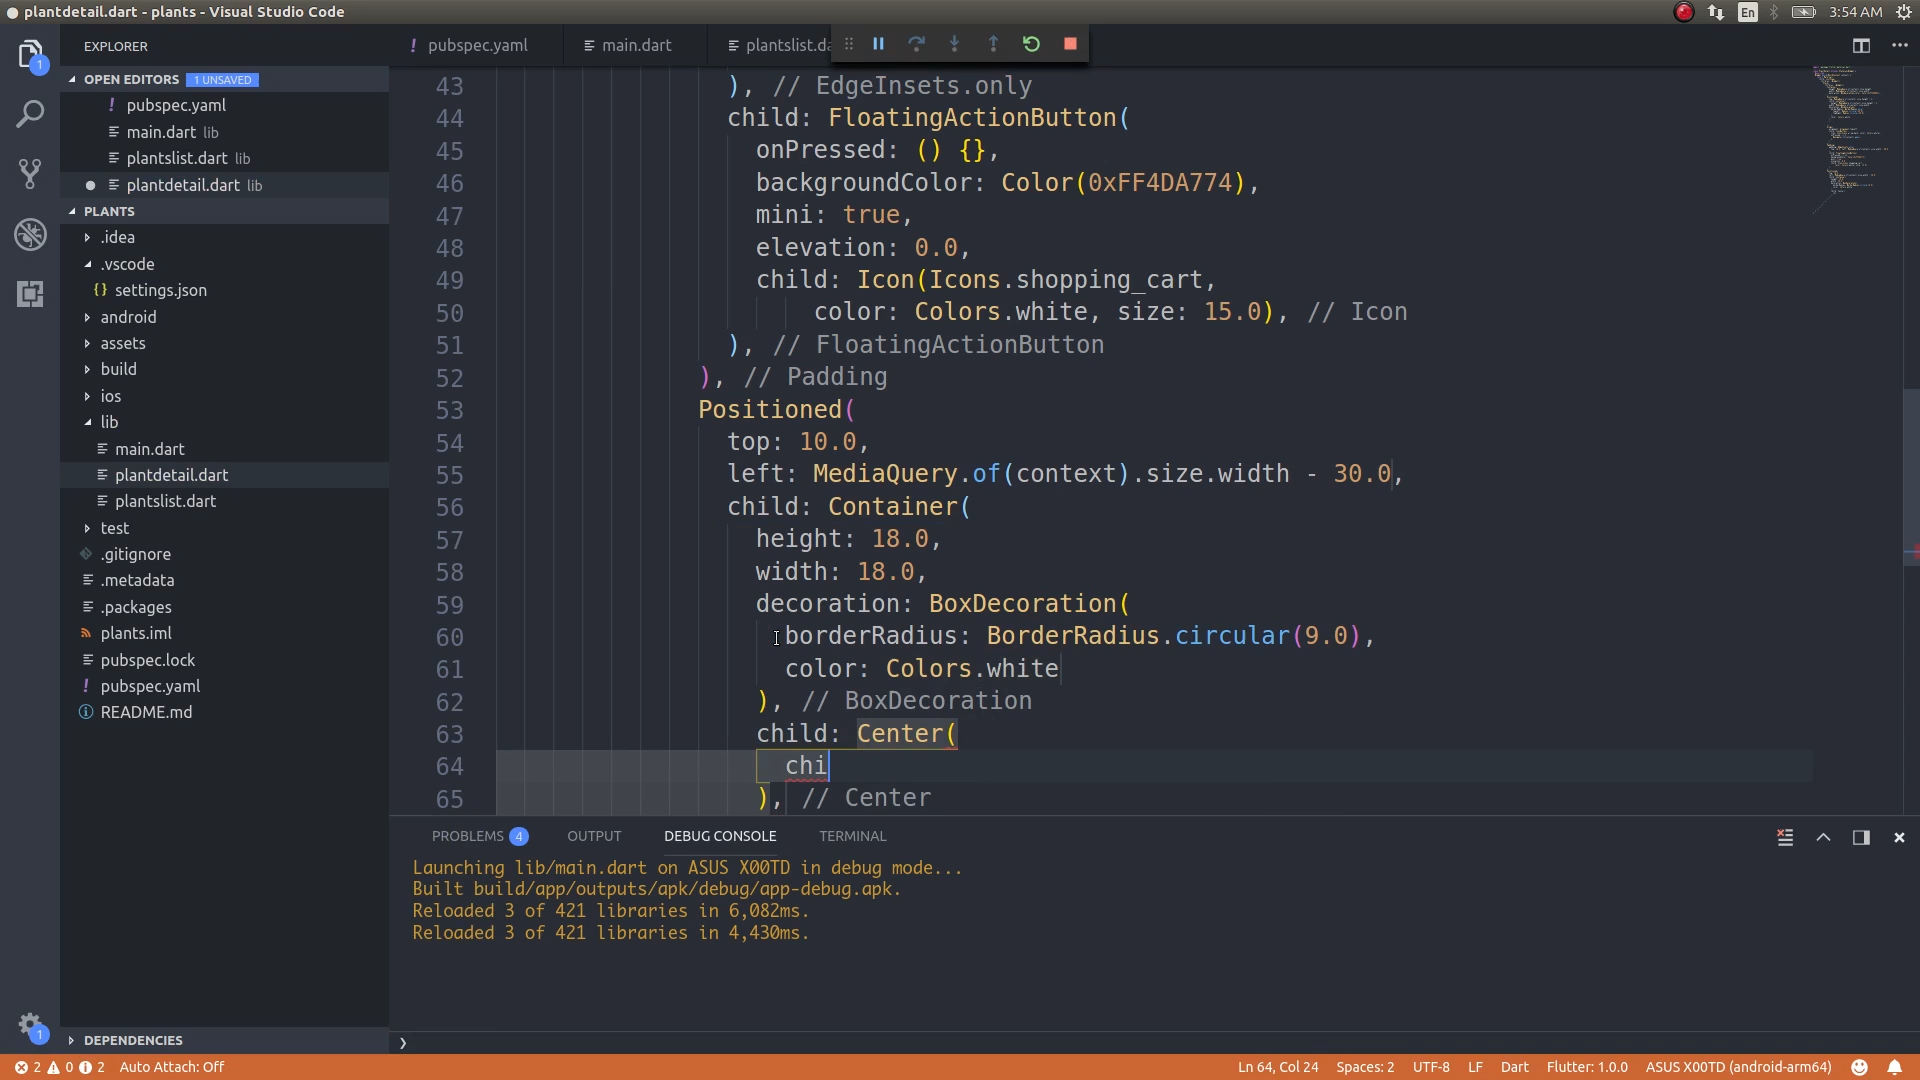 plantdetail.dart - plants - Visual Studio Code
En
3:54 AM
EXPLORER
pubspec.yaml
main.dart
plantslist.da
OPEN EDITORS 1 UNSAVED
pubspec.yaml
main.dart lib
plantslist.dart lib
plantdetail.dart lib
PLANTS
.idea
.vscode
{} settings.json
android
assets
build
ios
lib
main.dart
plantdetail.dart
plantslist.dart
test
.gitignore
.metadata
.packages
plants.iml
pubspec.lock
! pubspec.yaml
README.md
DEPENDENCIES
1
1
43 ), // EdgeInsets.only
44 child: FloatingActionButton(
45 onPressed: () {},
46 backgroundColor: Color(0xFF4DA774),
47 mini: true,
48 elevation: 0.0,
49 child: Icon(Icons.shopping_cart,
50 color: Colors.white, size: 15.0), // Icon
51 ), // FloatingActionButton
52 ), // Padding
53 Positioned(
54 top: 10.0,
55 left: MediaQuery.of(context).size.width - 30.0,
56 child: Container(
57 height: 18.0,
58 width: 18.0,
59 decoration: BoxDecoration(
60 borderRadius: BorderRadius.circular(9.0),
61 color: Colors.white
62 ), // BoxDecoration
63 child: Center(
64 chi
65 ), // Center
PROBLEMS 4 OUTPUT DEBUG CONSOLE TERMINAL
Launching lib/main.dart on ASUS X00TD in debug mode...
Built build/app/outputs/apk/debug/app-debug.apk.
Reloaded 3 of 421 libraries in 6,082ms.
Reloaded 3 of 421 libraries in 4,430ms.
2 0 2 Auto Attach: Off
Ln 64, Col 24 Spaces: 2 UTF-8 LF Dart Flutter: 1.0.0 ASUS X00TD (android-arm64)